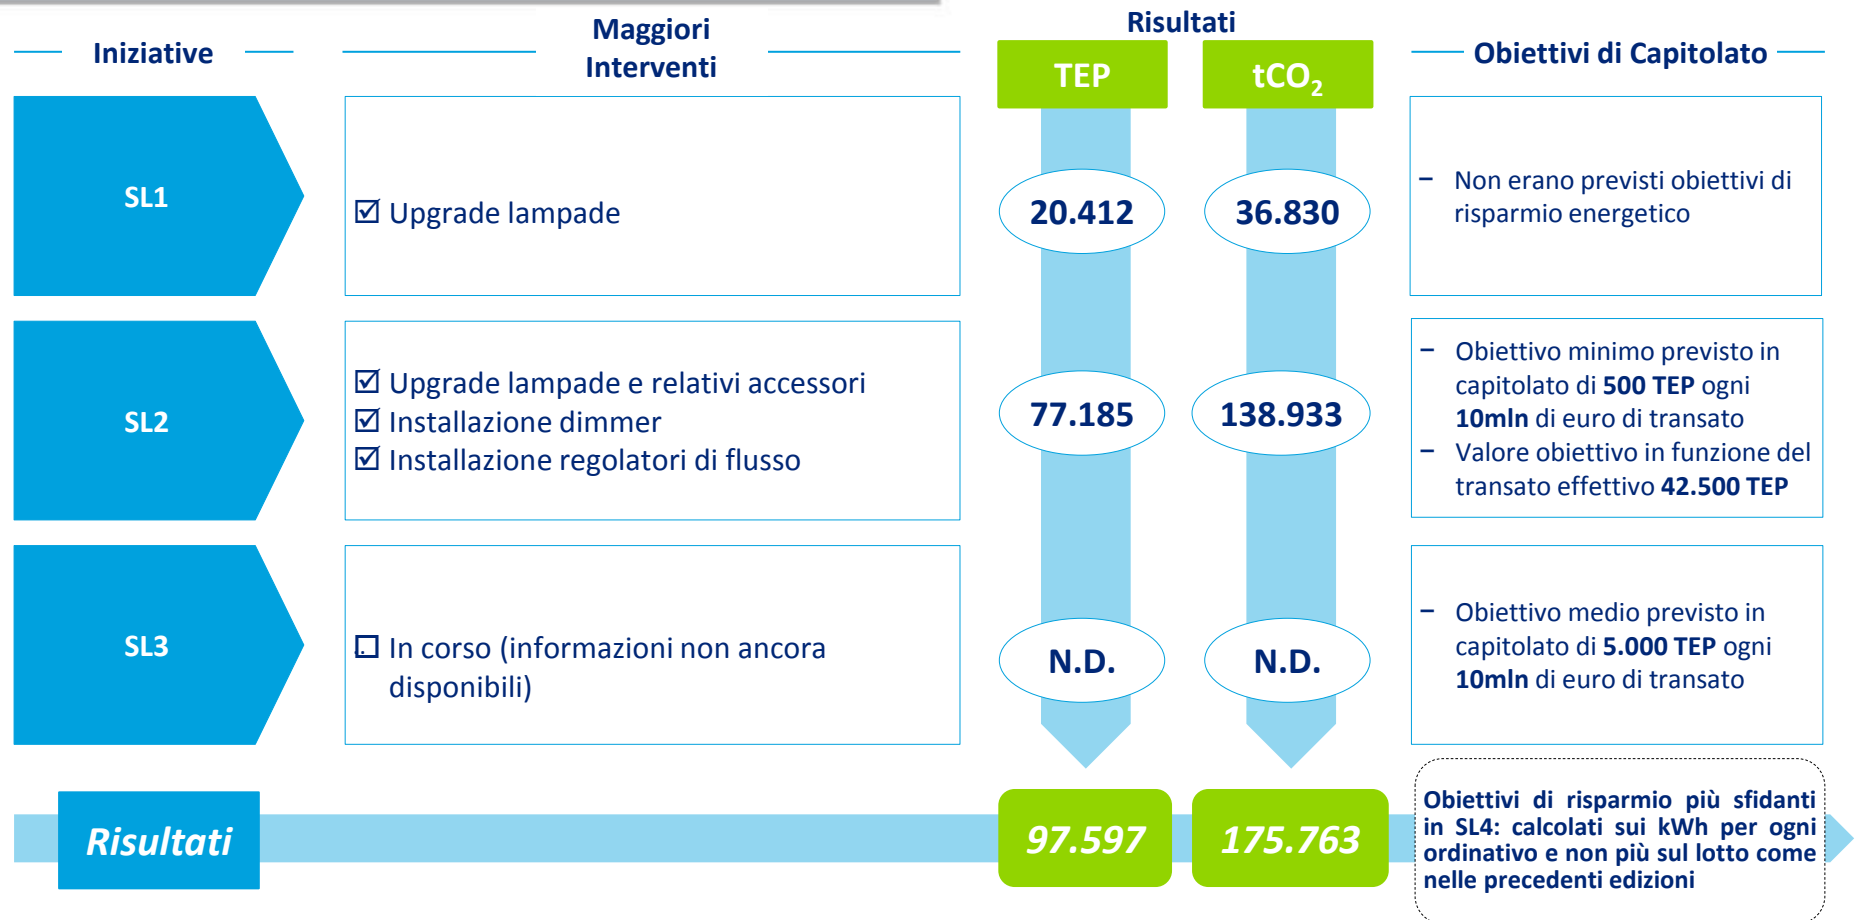 Iniziative
Maggiori
Interventi
Risultati
TEP
tCO₂
Obiettivi di Capitolato
SL1
☑ Upgrade lampade
20.412
36.830
− Non erano previsti obiettivi di
risparmio energetico
SL2
☑ Upgrade lampade e relativi accessori
☑ Installazione dimmer
☑ Installazione regolatori di flusso
77.185
138.933
− Obiettivo minimo previsto in
capitolato di 500 TEP ogni
10mln di euro di transato
− Valore obiettivo in funzione del
transato effettivo 42.500 TEP
SL3
☐ In corso (informazioni non ancora
disponibili)
N.D.
N.D.
− Obiettivo medio previsto in
capitolato di 5.000 TEP ogni
10mln di euro di transato
Risultati
97.597
175.763
Obiettivi di risparmio più sfidanti
in SL4: calcolati sui kWh per ogni
ordinativo e non più sul lotto come
nelle precedenti edizioni